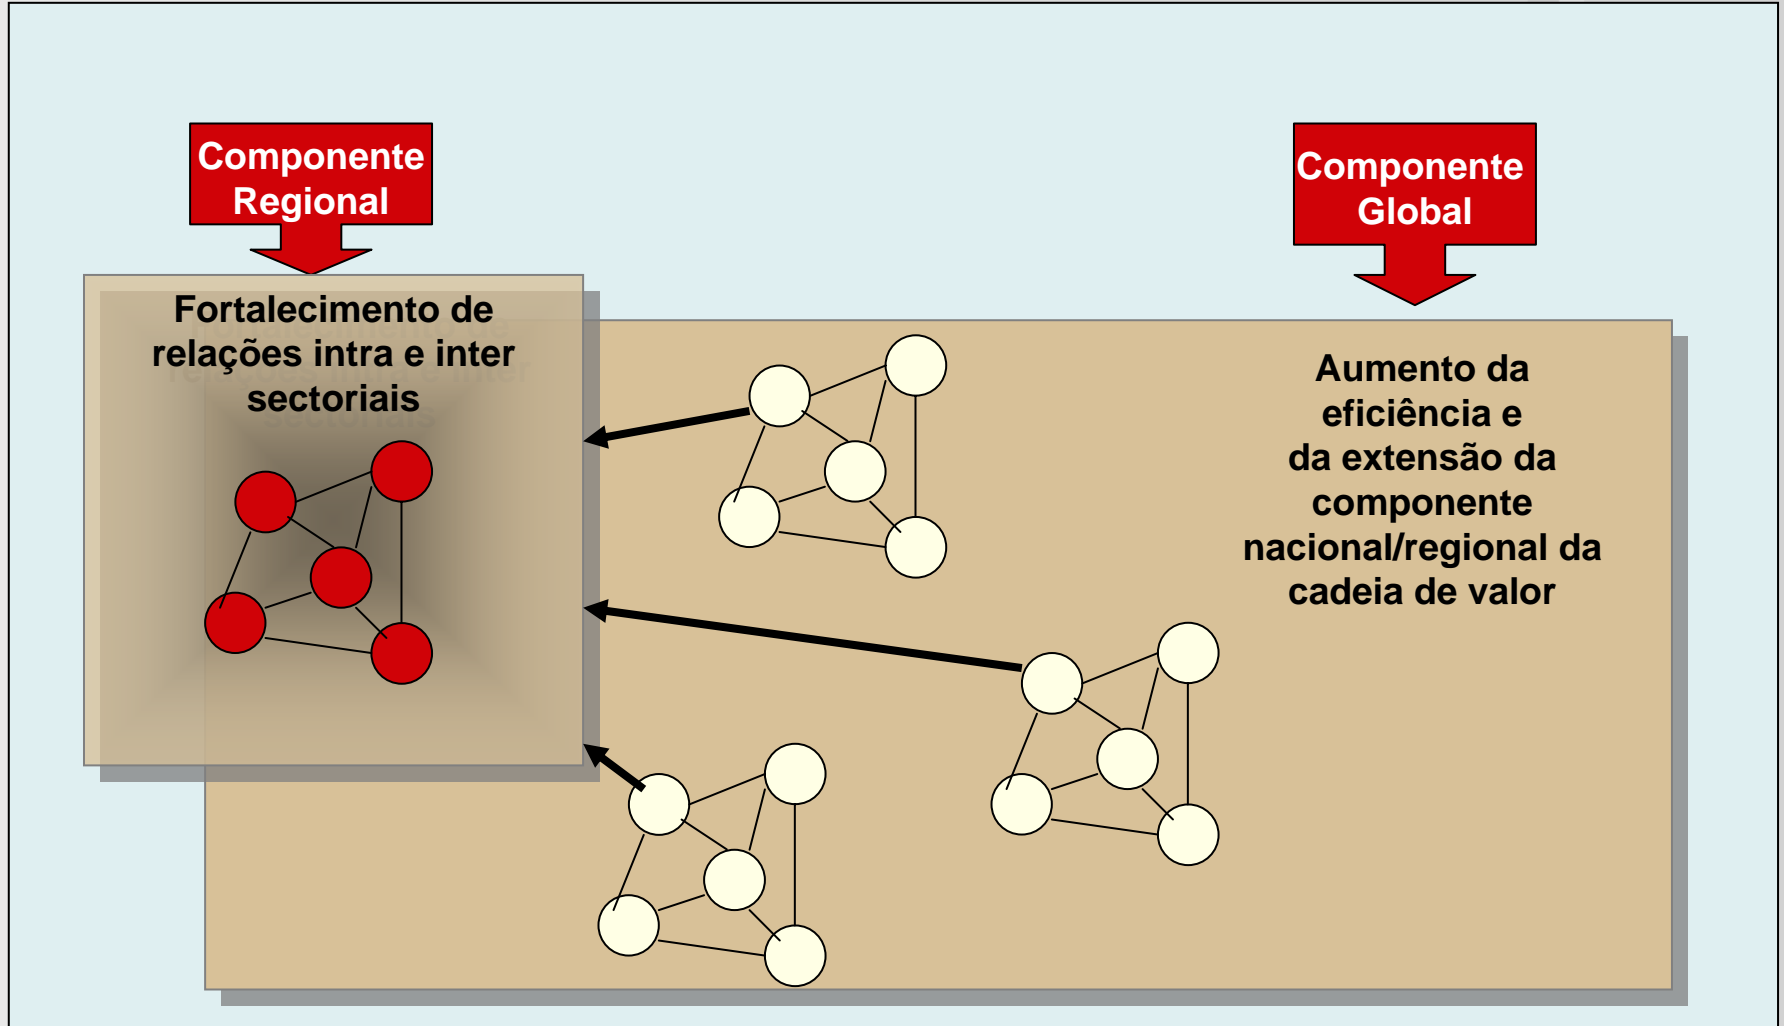 Componente
Regional
Componente
Global
Fortalecimento de
relações intra e inter
sectoriais
Aumento da
eficiência e
da extensão da
componente
nacional/regional da
cadeia de valor